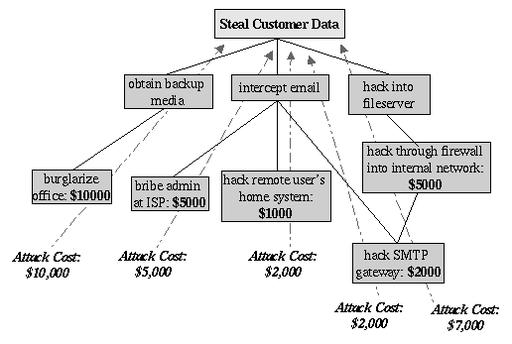 Steal Customer Data
obtain backup
media
intercept email
hack into
fileserver
burglarize
office: $10000
bribe admin
at ISP: $5000
hack remote user's
home system:
$1000
hack through firewall
into internal network:
$5000
hack SMTP
gateway: $2000
Attack Cost:
$10,000
Attack Cost:
$5,000
Attack Cost:
$2,000
Attack Cost:
$2,000
Attack Cost:
$7,000